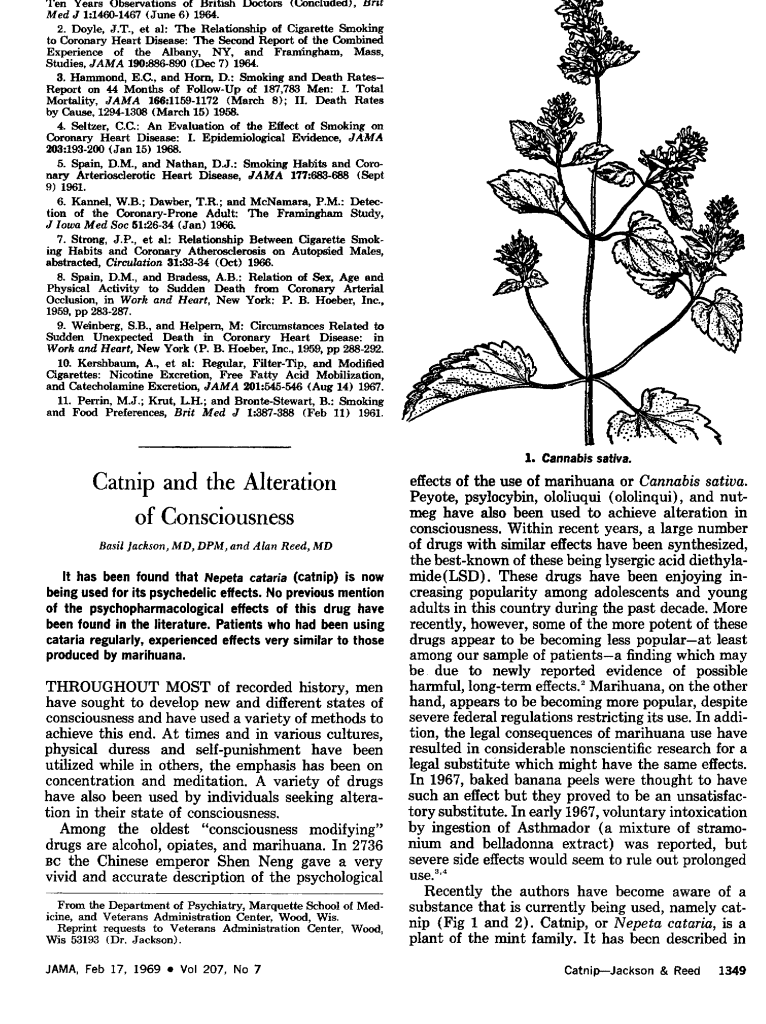 Ten Years Observations of British Doctors (Concluded), Brit
Med J 1:1460-1467 (June 6) 1964.
2. Doyle, J.T., et al: The Relationship of Cigarette Smoking
to Coronary Heart Disease: The Second Report of the Combined
Experience of the Albany, NY, and Framingham, Mass,
Studies, JAMA 190:886-890 (Dec 7) 1964.
3. Hammond, E.C., and Horn, D.: Smoking and Death Rates—
Report on 44 Months of Follow-Up of 187,783 Men: I. Total
Mortality, JAMA 166:1159-1172 (March 8); II. Death Rates
by Cause, 1294-1308 (March 15) 1958.
4. Seltzer, C.C.: An Evaluation of the Effect of Smoking on
Coronary Heart Disease: I. Epidemiological Evidence, JAMA
203:193-200 (Jan 15) 1968.
5. Spain, D.M., and Nathan, D.J.: Smoking Habits and Coro-
nary Arteriosclerotic Heart Disease, JAMA 177:683-688 (Sept
9) 1961.
6. Kannel, W.B.; Dawber, T.R.; and McNamara, P.M.: Detec-
tion of the Coronary-Prone Adult: The Framingham Study,
J Iowa Med Soc 51:26-34 (Jan) 1966.
7. Strong, J.P., et al: Relationship Between Cigarette Smok-
ing Habits and Coronary Atherosclerosis on Autopsied Males,
abstracted, Circulation 31:33-34 (Oct) 1966.
8. Spain, D.M., and Bradess, A.B.: Relation of Sex, Age and
Physical Activity to Sudden Death from Coronary Arterial
Occlusion, in Work and Heart, New York: P. B. Hoeber, Inc.,
1959, pp 283-287.
9. Weinberg, S.B., and Helpern, M: Circumstances Related to
Sudden Unexpected Death in Coronary Heart Disease: in
Work and Heart, New York (P. B. Hoeber, Inc., 1959, pp 288-292.
10. Kershbaum, A., et al: Regular, Filter-Tip, and Modified
Cigarettes: Nicotine Excretion, Free Fatty Acid Mobilization,
and Catecholamine Excretion, JAMA 201:545-546 (Aug 14) 1967.
11. Perrin, M.J.; Krut, L.H.; and Bronte-Stewart, B.: Smoking
and Food Preferences, Brit Med J 1:387-388 (Feb 11) 1961.
Catnip and the Alteration
of Consciousness
Basil Jackson, MD, DPM, and Alan Reed, MD
It has been found that Nepeta cataria (catnip) is now
being used for its psychedelic effects. No previous mention
of the psychopharmacological effects of this drug have
been found in the literature. Patients who had been using
cataria regularly, experienced effects very similar to those
produced by marihuana.
THROUGHOUT MOST of recorded history, men
have sought to develop new and different states of
consciousness and have used a variety of methods to
achieve this end. At times and in various cultures,
physical duress and self-punishment have been
utilized while in others, the emphasis has been on
concentration and meditation. A variety of drugs
have also been used by individuals seeking altera-
tion in their state of consciousness.
Among the oldest “consciousness modifying”
drugs are alcohol, opiates, and marihuana. In 2736
BC the Chinese emperor Shen Neng gave a very
vivid and accurate description of the psychological
From the Department of Psychiatry, Marquette School of Med-
icine, and Veterans Administration Center, Wood, Wis.
Reprint requests to Veterans Administration Center, Wood,
Wis 53193 (Dr. Jackson).
1. Cannabis sativa.
effects of the use of marihuana or Cannabis sativa.
Peyote, psylocybin, ololiuqui (ololinqui), and nut-
meg have also been used to achieve alteration in
consciousness. Within recent years, a large number
of drugs with similar effects have been synthesized,
the best-known of these being lysergic acid diethyla-
mide(LSD). These drugs have been enjoying in-
creasing popularity among adolescents and young
adults in this country during the past decade. More
recently, however, some of the more potent of these
drugs appear to be becoming less popular—at least
among our sample of patients—a finding which may
be due to newly reported evidence of possible
harmful, long-term effects.² Marihuana, on the other
hand, appears to be becoming more popular, despite
severe federal regulations restricting its use. In addi-
tion, the legal consequences of marihuana use have
resulted in considerable nonscientific research for a
legal substitute which might have the same effects.
In 1967, baked banana peels were thought to have
such an effect but they proved to be an unsatisfac-
tory substitute. In early 1967, voluntary intoxication
by ingestion of Asthmador (a mixture of stramo-
nium and belladonna extract) was reported, but
severe side effects would seem to rule out prolonged
use.³,⁴
Recently the authors have become aware of a
substance that is currently being used, namely cat-
nip (Fig 1 and 2). Catnip, or Nepeta cataria, is a
plant of the mint family. It has been described in
JAMA, Feb 17, 1969 • Vol 207, No 7
Catnip—Jackson & Reed 1349